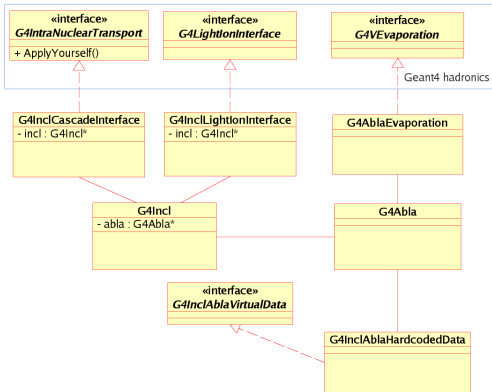 «interface»
G4IntraNuclearTransport
+ ApplyYourself()
«interface»
G4LightIonInterface
«interface»
G4VEvaporation
Geant4 hadronics
G4InclCascadeInterface
- incl : G4Incl*
G4InclLightIonInterface
- incl : G4Incl*
G4AblaEvaporation
G4Incl
- abla : G4Abla*
G4Abla
«interface»
G4InclAblaVirtualData
G4InclAblaHardcodedData